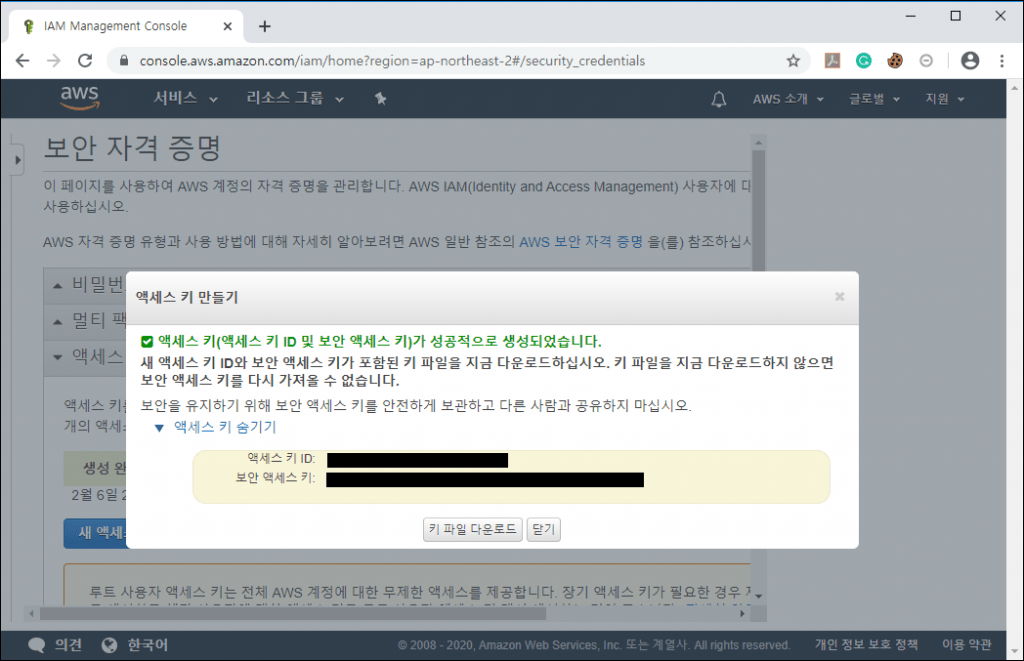 IAM Management Console
console.aws.amazon.com/iam/home?region=ap-northeast-2#/security_credentials
aws 서비스 리소스 그룹 AWS 소개 글로벌 지원
보안 자격 증명
이 페이지를 사용하여 AWS 계정의 자격 증명을 관리합니다. AWS IAM(Identity and Access Management) 사용자에 대
사용하십시오.
AWS 자격 증명 유형과 사용 방법에 대해 자세히 알아보려면 AWS 일반 참조의 AWS 보안 자격 증명 을(를) 참조하십시
비밀번
멀티 팩
액세스
액세스 키를
개의 액세스
생성 완
2월 6일 2
새 액세스
액세스 키 만들기
액세스 키(액세스 키 ID 및 보안 액세스 키)가 성공적으로 생성되었습니다.
새 액세스 키 ID와 보안 액세스 키가 포함된 키 파일을 지금 다운로드하십시오. 키 파일을 지금 다운로드하지 않으면
보안 액세스 키를 다시 가져올 수 없습니다.
보안을 유지하기 위해 보안 액세스 키를 안전하게 보관하고 다른 사람과 공유하지 마십시오.
액세스 키 숨기기
액세스 키 ID:
보안 액세스 키:
키 파일 다운로드 닫기
루트 사용자 액세스 키는 전체 AWS 계정에 대한 무제한 액세스를 제공합니다. 장기 액세스 키가 필요한 경우
의견 한국어 © 2008 - 2020, Amazon Web Services, Inc. 또는 계열사. All rights reserved. 개인 정보 보호 정책 이용 약관